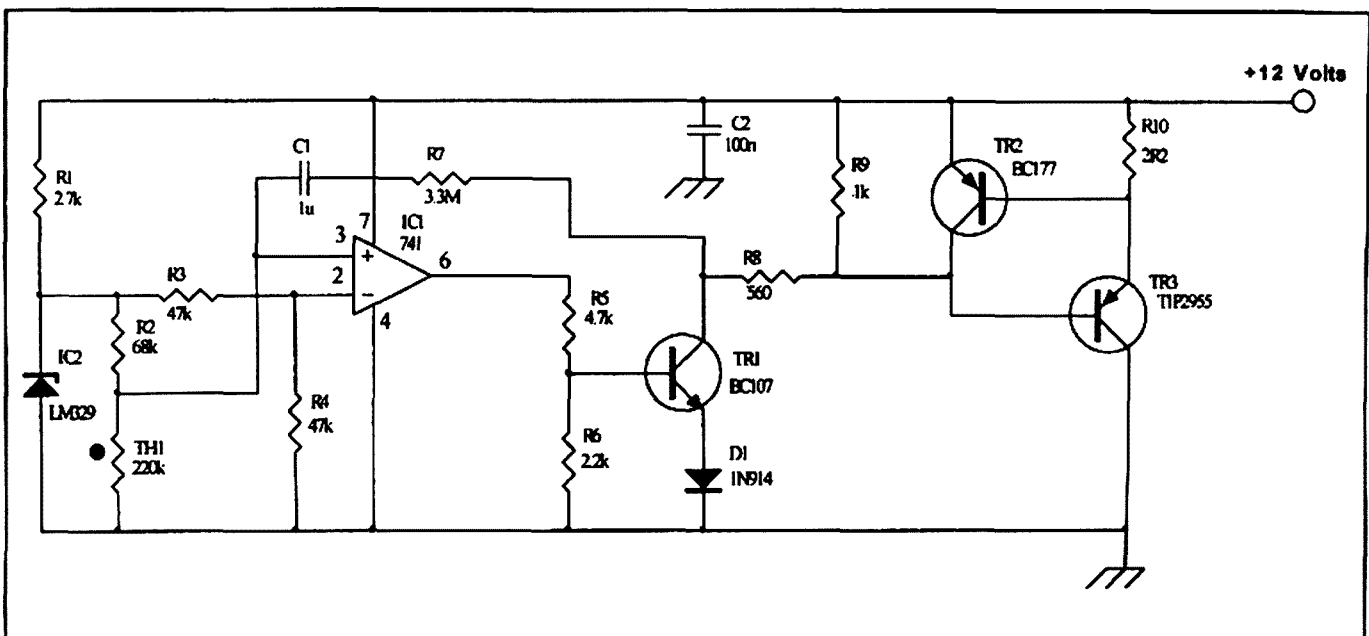 +12 Volts
C2
100n
R10
2R2
TR2
BC177
C1
1u
R7
3.3M
R9
.1k
R1
2.7k
7
IC1
741
3
+
6
2
-
4
R3
47k
R8
560
TR3
TIP2955
R2
68k
R5
4.7k
IC2
LM329
TR1
BC107
R4
47k
TH1
220k
R6
2.2k
D1
1N914